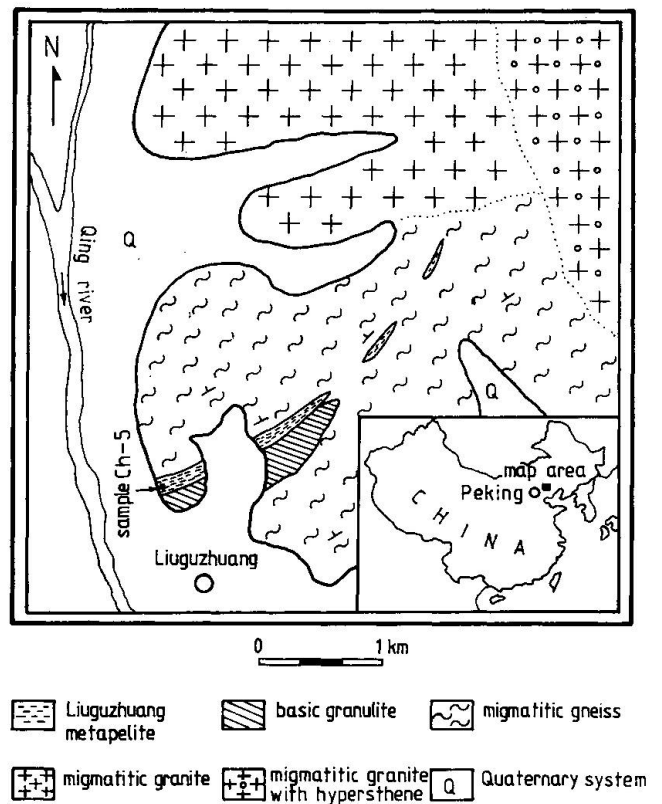 N
Qing river
Q
Q
sample Ch-5
Liuguzhuang
map area
Peking
CHINA
0 1 km
Liuguzhuang
metapelite
basic granulite
migmatitic gneiss
migmatitic granite
migmatitic granite
with hypersthene
Q
Quaternary system